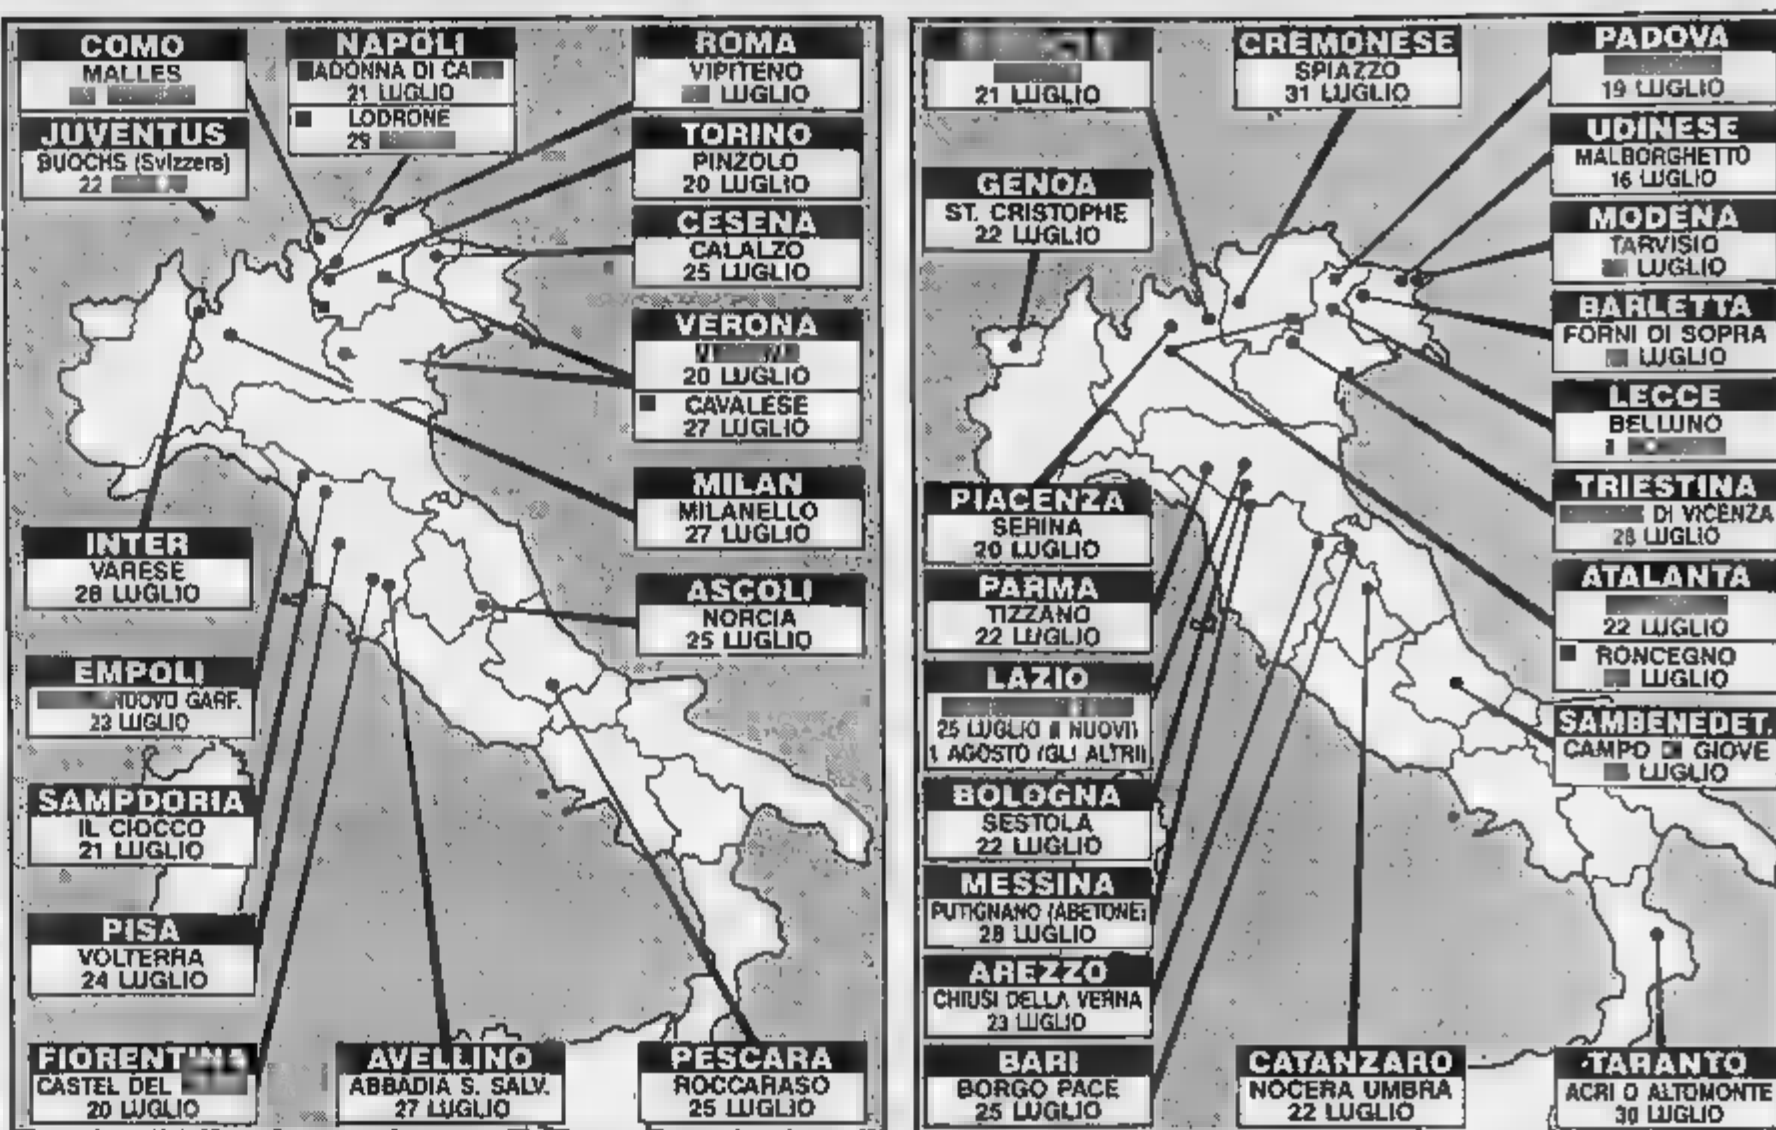 COMO
MALLES
NAPOLI
21 LUGLIO
LODRONE
29
ROMA
VIPITENO
LUGLIO
JUVENTUS
BUOCHS (Svizzera)
22
TORINO
PINZOLO
20 LUGLIO
CESENA
CALALZO
25 LUGLIO
VERONA
20 LUGLIO
CAVALESE
27 LUGLIO
MILAN
MILANELLO
27 LUGLIO
INTER
VARESE
28 LUGLIO
ASCOLI
NORCIA
25 LUGLIO
EMPOLI
NUOVO GARF.
23 LUGLIO
SAMPDORIA
IL CIOCCO
21 LUGLIO
PISA
VOLTERRA
24 LUGLIO
FIORENTINA
CASTEL DEL
20 LUGLIO
AVELLINO
ABBADIA S. SALV.
27 LUGLIO
PESCARA
ROCCARASO
25 LUGLIO
21 LUGLIO
CREMONESE
SPIAZZO
31 LUGLIO
PADOVA
19 LUGLIO
GENOA
ST. CRISTOPHE
22 LUGLIO
UDINESE
MALBORGHETTO
16 LUGLIO
MODENA
TARVISIO
LUGLIO
BARLETTA
FORNI DI SOPRA
LUGLIO
LECCE
BELLUNO
PIACENZA
SERINA
20 LUGLIO
TRIESTINA
DI VICENZA
28 LUGLIO
PARMA
TIZZANO
22 LUGLIO
ATALANTA
22 LUGLIO
RONCEGNO
LUGLIO
LAZIO
25 LUGLIO NUOVI)
1 AGOSTO (GLI ALTRI)
SAMBENEDET.
CAMPO GIOVE
LUGLIO
BOLOGNA
SESTOLA
22 LUGLIO
MESSINA
PUTIGNANO (ABETONE)
28 LUGLIO
AREZZO
CHIUSI DELLA VERNA
23 LUGLIO
BARI
BORGO PACE
25 LUGLIO
CATANZARO
NOCERA UMBRA
22 LUGLIO
TARANTO
ACRI O ALTOMONTE
30 LUGLIO